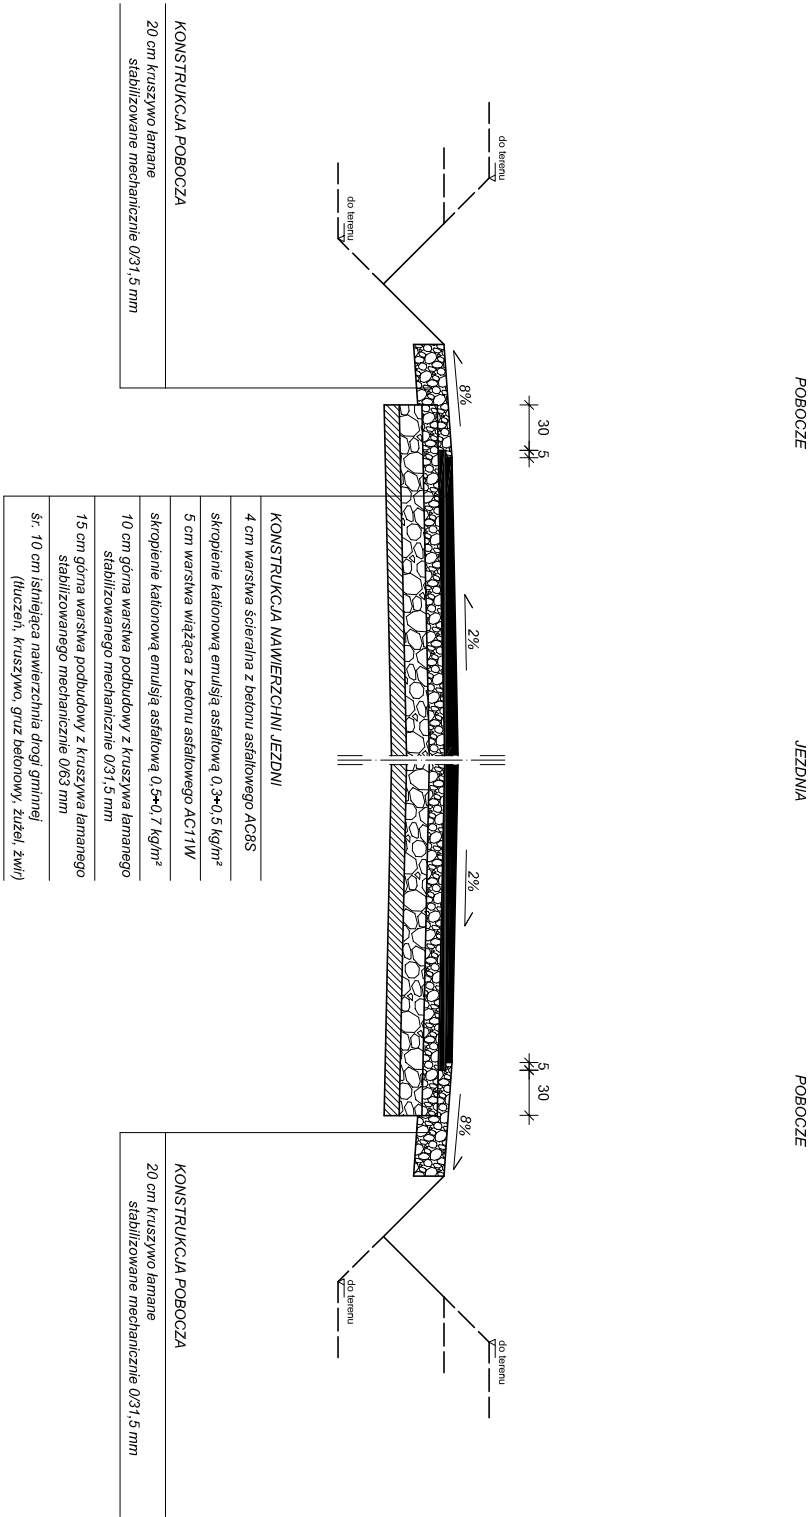 POBOCZE
JEZDNIA
POBOCZE
30
5
5
30
do terenu
8%
2%
2%
8%
do terenu
do terenu
do terenu
KONSTRUKCJA POBOCZA
20 cm kruszywo łamane
stabilizowane mechanicznie 0/31,5 mm
KONSTRUKCJA NAWIERZCHNI JEZDNI
4 cm warstwa ścieralna z betonu asfaltowego AC8S
skropienie kationową emulsją asfaltową 0,3÷0,5 kg/m²
5 cm warstwa wiążąca z betonu asfaltowego AC11W
skropienie kationową emulsją asfaltową 0,5÷0,7 kg/m²
10 cm górna warstwa podbudowy z kruszywa łamanego
stabilizowanego mechanicznie 0/31,5 mm
15 cm górna warstwa podbudowy z kruszywa łamanego
stabilizowanego mechanicznie 0/63 mm
śr. 10 cm istniejąca nawierzchnia drogi gminnej
(tłuczeń, kruszywo, gruz betonowy, żużel, żwir)
KONSTRUKCJA POBOCZA
20 cm kruszywo łamane
stabilizowane mechanicznie 0/31,5 mm